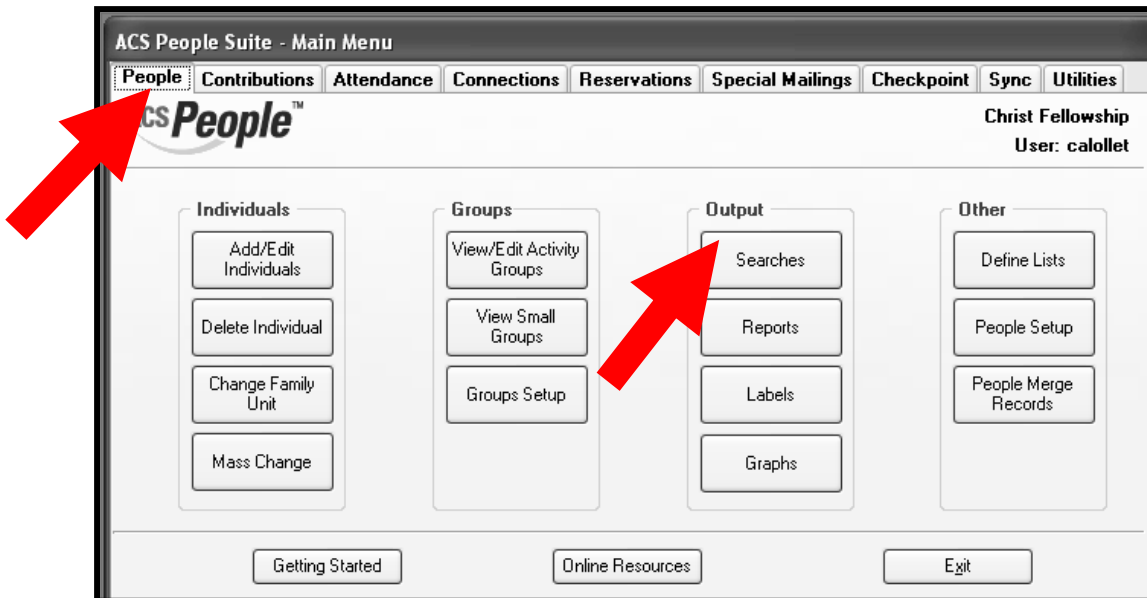 ACS People Suite - Main Menu
People Contributions Attendance Connections Reservations Special Mailings Checkpoint Sync Utilities
People™
Christ Fellowship
User: calollet
Individuals
Add/Edit
Individuals
Delete Individual
Change Family
Unit
Mass Change
Groups
View/Edit Activity
Groups
View Small
Groups
Groups Setup
Output
Searches
Reports
Labels
Graphs
Other
Define Lists
People Setup
People Merge
Records
Getting Started
Online Resources
Exit